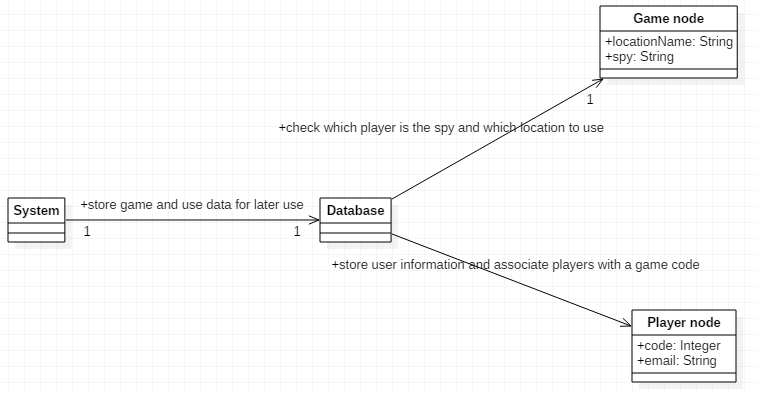 Game node
+locationName: String
+spy: String
1
+check which player is the spy and which location to use
+store game and use data for later use
System
Database
1
1
+store user information and associate players with a game code
Player node
+code: Integer
+email: String